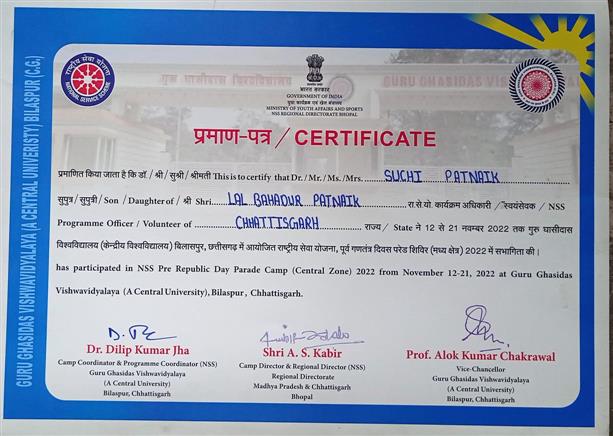 GURU GHASIDAS VISHWAVIDYALAYA (A CENTRAL UNIVERISTY) BILASPUR (C.G.)
राष्ट्रीय सेवा योजना
NATIONAL SERVICE SCHEME
भारत सरकार
GOVERNMENT OF INDIA
युवा कार्यक्रम एवं खेल मंत्रालय
MINISTRY OF YOUTH AFFAIRS AND SPORTS
NSS REGIONAL DIRECTORATE BHOPAL
GURU GHASIDAS VISHWAVIDYALAYA
प्रमाण-पत्र / CERTIFICATE
प्रमाणित किया जाता है कि डॉ. / श्री / सुश्री / श्रीमती This is to certify that Dr. / Mr. / Ms. /Mrs. SUCHI PATNAIK
सुपुत्र / सुपुत्री / Son / Daughter of / श्री Shri LAL BAHADUR PATNAIK रा.से.यो. कार्यक्रम अधिकारी / स्वयंसेवक / NSS
Programme Officer / Volunteer of CHHATTISGARH राज्य / State ने 12 से 21 नवम्बर 2022 तक गुरू घासीदास
विश्वविद्यालय (केन्द्रीय विश्वविद्यालय) बिलासपुर, छत्तीसगढ़ में आयोजित राष्ट्रीय सेवा योजना, पूर्व गणतंत्र दिवस परेड शिविर (मध्य क्षेत्र) 2022 में सहभागिता की।
has participated in NSS Pre Republic Day Parade Camp (Central Zone) 2022 from November 12-21, 2022 at Guru Ghasidas
Vishwavidyalaya (A Central University), Bilaspur , Chhattisgarh.
Dr. Dilip Kumar Jha
Camp Coordinator & Programme Coordinator (NSS)
Guru Ghasidas Vishwavidyalaya
(A Central University)
Bilaspur, Chhattisgarh
Shri A. S. Kabir
Camp Director & Regional Director (NSS)
Regional Directorate
Madhya Pradesh & Chhattisgarh
Bhopal
Prof. Alok Kumar Chakrawal
Vice-Chancellor
Guru Ghasidas Vishwavidyalaya
(A Central University)
Bilaspur, Chhattisgarh